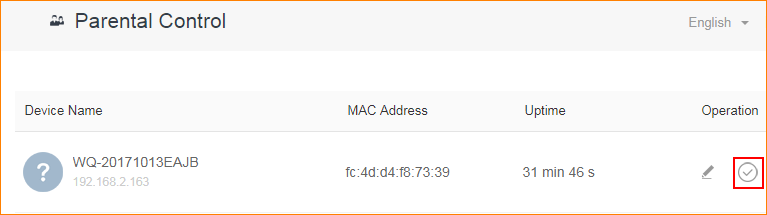 Parental Control
English
Device Name MAC Address Uptime Operation
?
WQ-20171013EAJB
192.168.2.163
fc:4d:d4:f8:73:39 31 min 46 s